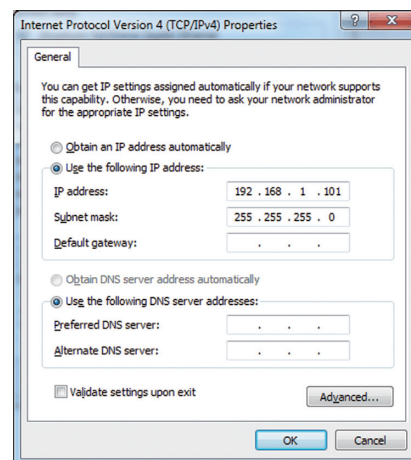 Internet Protocol Version 4 (TCP/IPv4) Properties
?
X
General
You can get IP settings assigned automatically if your network supports
this capability. Otherwise, you need to ask your network administrator
for the appropriate IP settings.
Obtain an IP address automatically
Use the following IP address:
IP address: 192 . 168 . 1 . 101
Subnet mask: 255 . 255 . 255 . 0
Default gateway: . . .
Obtain DNS server address automatically
Use the following DNS server addresses:
Preferred DNS server: . . .
Alternate DNS server: . . .
Validate settings upon exit
Advanced...
OK Cancel